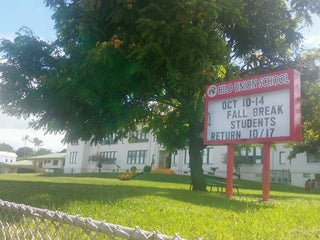 HILO UNION SCHOOL
OCT 10-14
FALL BREAK
STUDENTS
RETURN 10/17